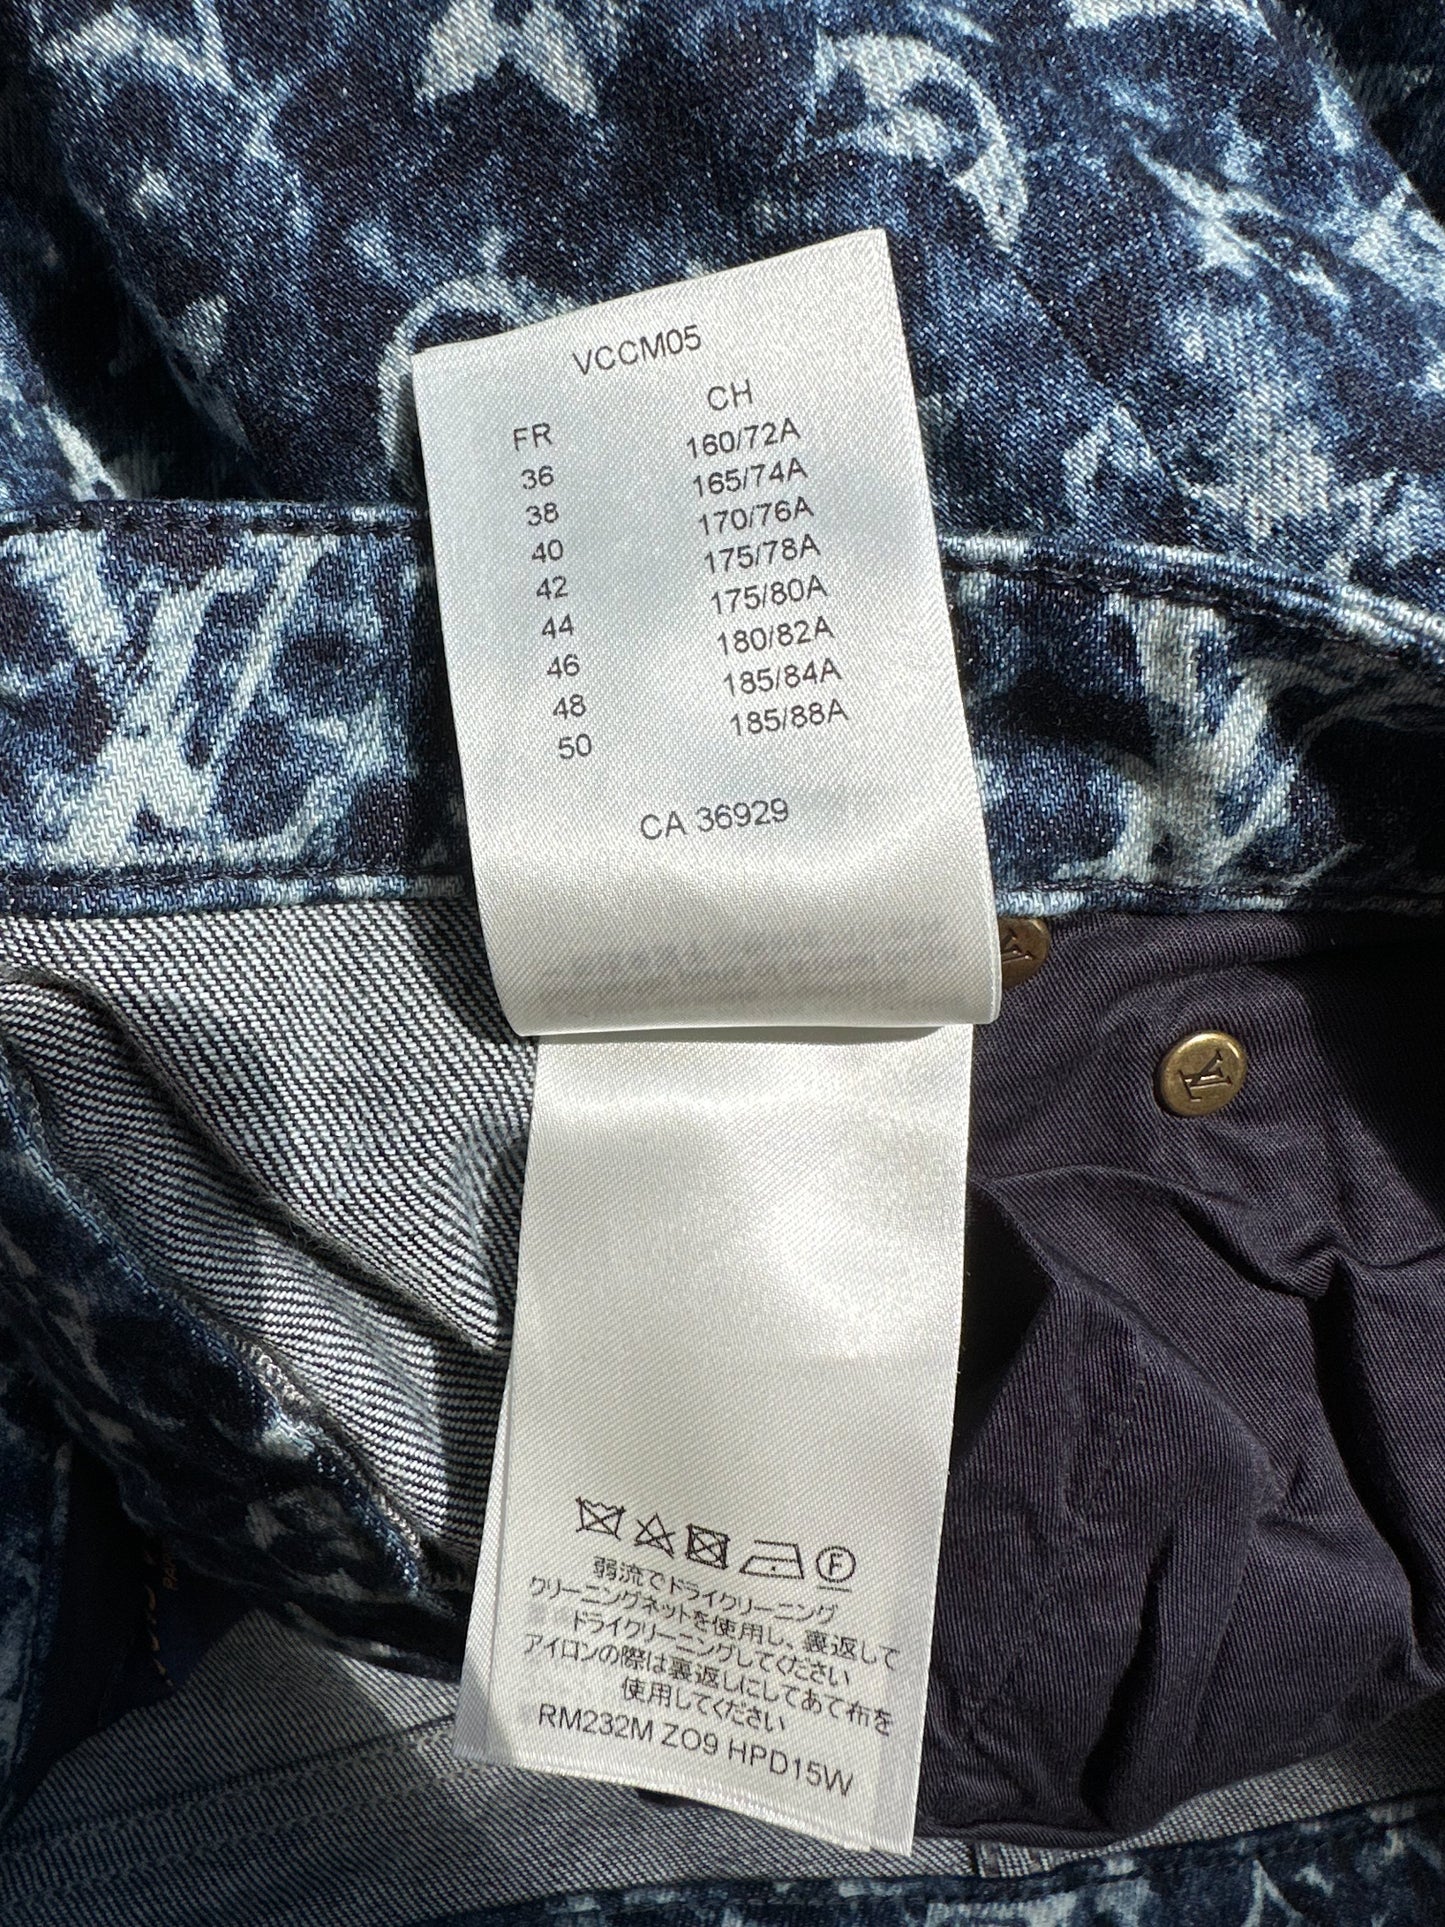 VCCM05
FR CH
36 160/72A
38 165/74A
40 170/76A
42 175/78A
44 175/80A
46 180/82A
48 185/84A
50 185/88A
CA 36929
F
弱流でドライクリーニング
クリーニングネットを使用し、裏返して
ドライクリーニングしてください
アイロンの際は裏返しにしてあて布を
使用してください
RM232M ZO9 HPD15W
LV
LV